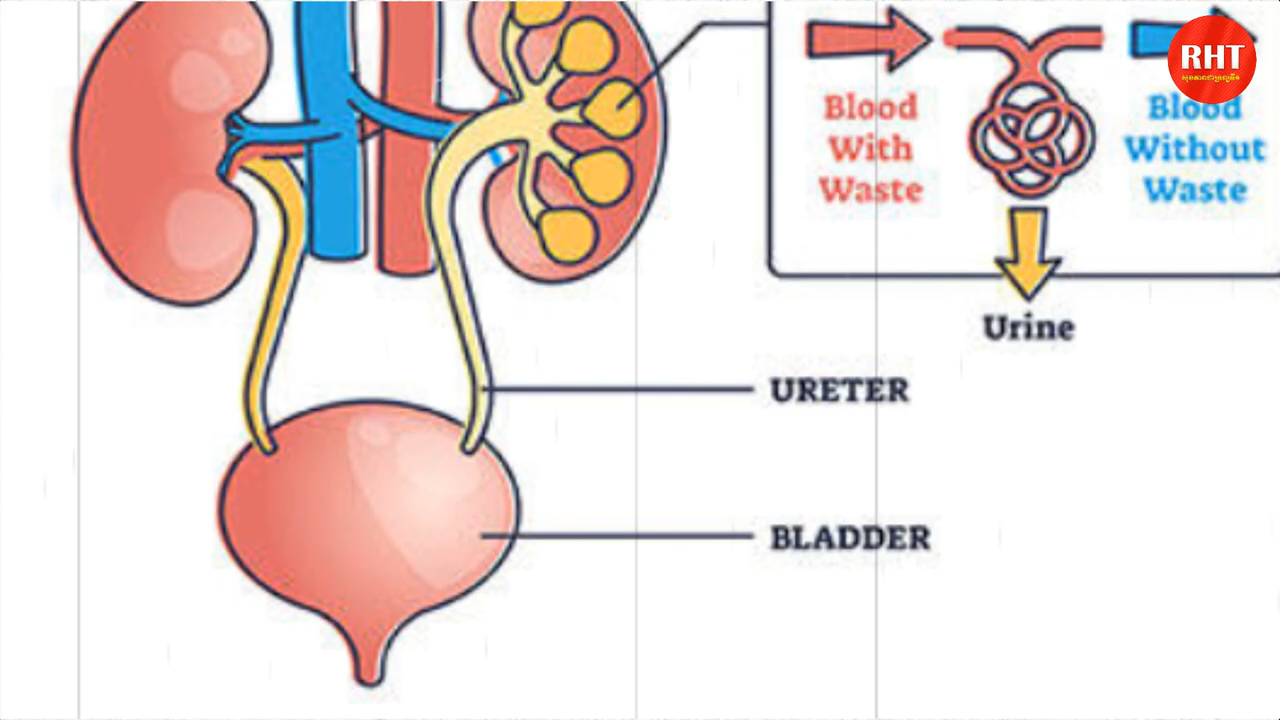 RHT
Blood
With
Waste
Blood
Without
Waste
Urine
URETER
BLADDER